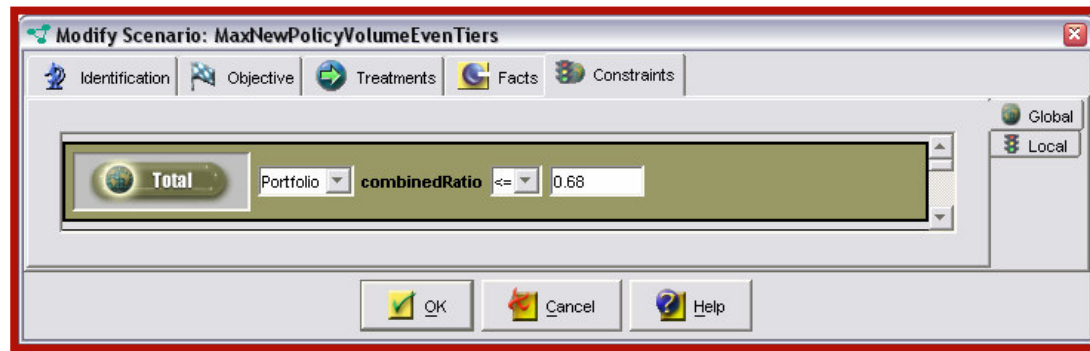 Modify Scenario: MaxNewPolicyVolumeEvenTiers
Identification Objective Treatments Facts Constraints
Global
Local
Total Portfolio combinedRatio <= 0.68
OK Cancel Help